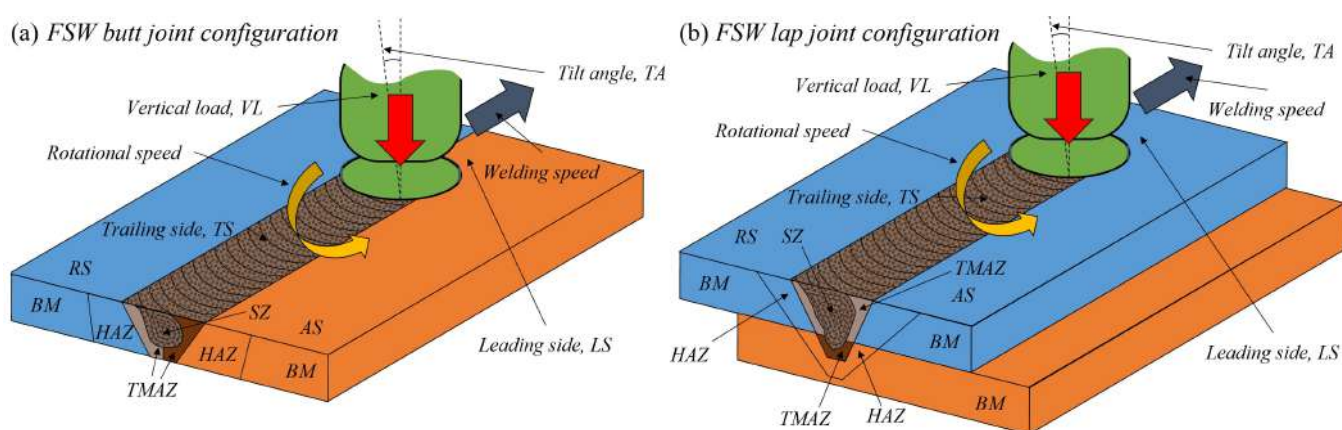 (a) FSW butt joint configuration
Tilt angle, TA
Vertical load, VL
Rotational speed
Welding speed
Trailing side, TS
RS
BM
HAZ
SZ
AS
HAZ
BM
TMAZ
Leading side, LS
(b) FSW lap joint configuration
Tilt angle, TA
Vertical load, VL
Welding speed
Rotational speed
Trailing side, TS
RS
SZ
TMAZ
BM
AS
HAZ
BM
Leading side, LS
TMAZ
HAZ
BM